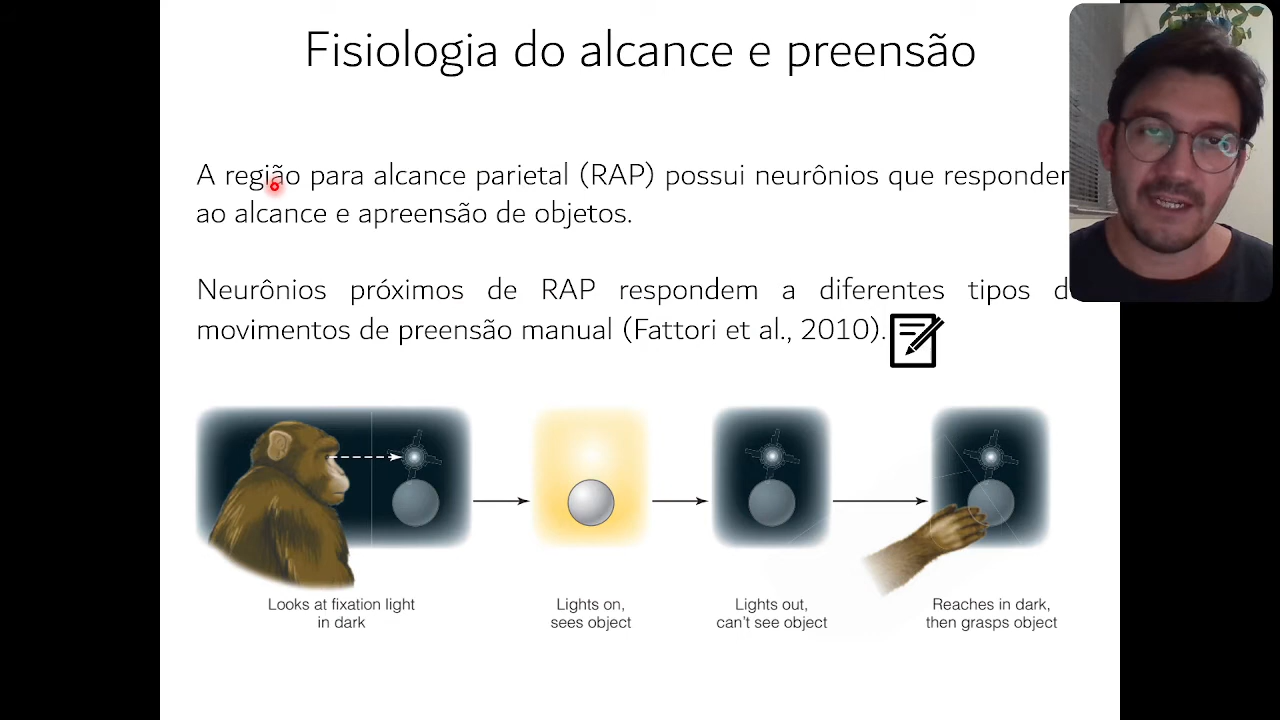 Fisiologia do alcance e preensão
A região para alcance parietal (RAP) possui neurônios que
ao alcance e apreensão de objetos.
Neurônios próximos de RAP respondem a diferentes tipos
movimentos de preensão manual (Fattori et al., 2010).
Looks at fixation light
in dark
Lights on,
sees object
Lights out,
can't see object
Reaches in dark,
then grasps object